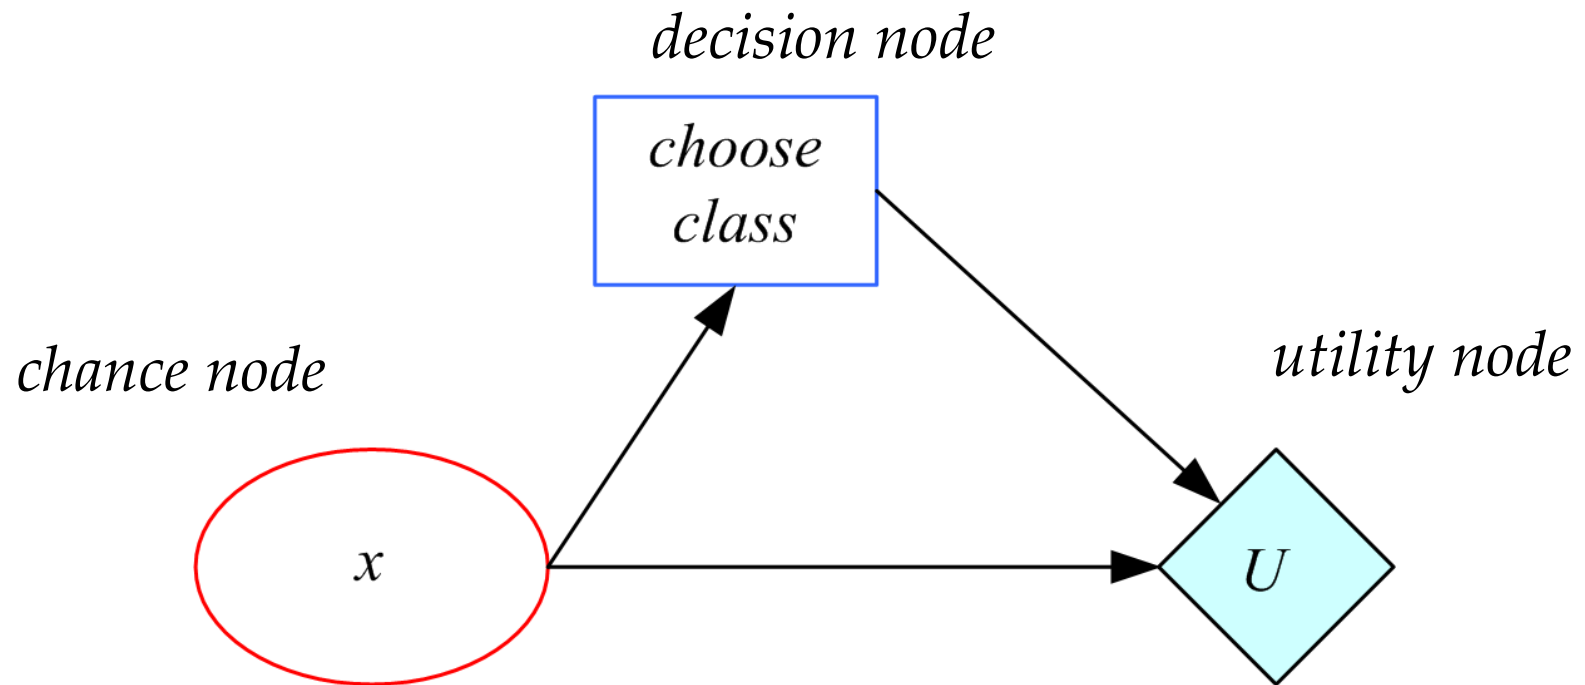 decision node
choose
class
chance node
utility node
x
U